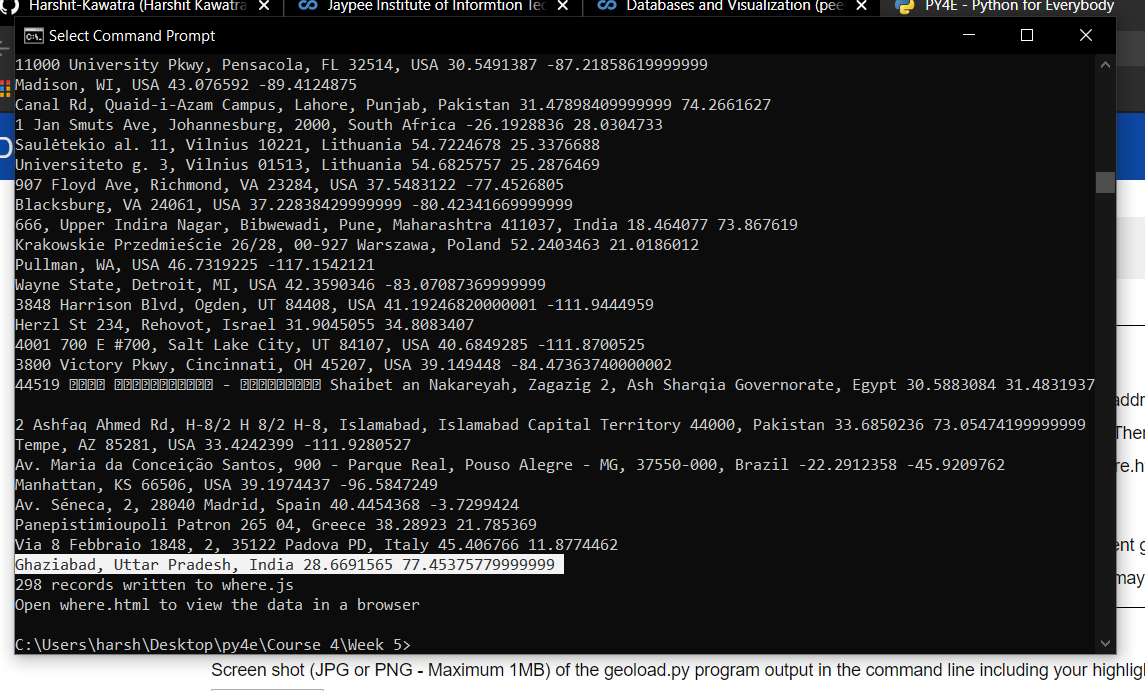 Harshit-Kawatra (Harshit Kawatra
Jaypee Institute of Informtion Tec
Databases and Visualization (pee
PY4E - Python for Everybody
Select Command Prompt
11000 University Pkwy, Pensacola, FL 32514, USA 30.5491387 -87.21858619999999
Madison, WI, USA 43.076592 -89.4124875
Canal Rd, Quaid-i-Azam Campus, Lahore, Punjab, Pakistan 31.47898409999999 74.2661627
1 Jan Smuts Ave, Johannesburg, 2000, South Africa -26.1928836 28.0304733
Saulėtekio al. 11, Vilnius 10221, Lithuania 54.7224678 25.3376688
Universiteto g. 3, Vilnius 01513, Lithuania 54.6825757 25.2876469
907 Floyd Ave, Richmond, VA 23284, USA 37.5483122 -77.4526805
Blacksburg, VA 24061, USA 37.22838429999999 -80.42341669999999
666, Upper Indira Nagar, Bibwewadi, Pune, Maharashtra 411037, India 18.464077 73.867619
Krakowskie Przedmieście 26/28, 00-927 Warszawa, Poland 52.2403463 21.0186012
Pullman, WA, USA 46.7319225 -117.1542121
Wayne State, Detroit, MI, USA 42.3590346 -83.07087369999999
3848 Harrison Blvd, Ogden, UT 84408, USA 41.19246820000001 -111.9444959
Herzl St 234, Rehovot, Israel 31.9045055 34.8083407
4001 700 E #700, Salt Lake City, UT 84107, USA 40.6849285 -111.8700525
3800 Victory Pkwy, Cincinnati, OH 45207, USA 39.149448 -84.47363740000002
44519 - Shaibet an Nakareyah, Zagazig 2, Ash Sharqia Governorate, Egypt 30.5883084 31.4831937
2 Ashfaq Ahmed Rd, H-8/2 H 8/2 H-8, Islamabad, Islamabad Capital Territory 44000, Pakistan 33.6850236 73.05474199999999
Tempe, AZ 85281, USA 33.4242399 -111.9280527
Av. Maria da Conceição Santos, 900 - Parque Real, Pouso Alegre - MG, 37550-000, Brazil -22.2912358 -45.9209762
Manhattan, KS 66506, USA 39.1974437 -96.5847249
Av. Séneca, 2, 28040 Madrid, Spain 40.4454368 -3.7299424
Panepistimioupoli Patron 265 04, Greece 38.28923 21.785369
Via 8 Febbraio 1848, 2, 35122 Padova PD, Italy 45.406766 11.8774462
Ghaziabad, Uttar Pradesh, India 28.6691565 77.45375779999999
298 records written to where.js
Open where.html to view the data in a browser
C:\Users\harsh\Desktop\py4e\Course 4\Week 5>
Screen shot (JPG or PNG - Maximum 1MB) of the geoload.py program output in the command line including your highlig